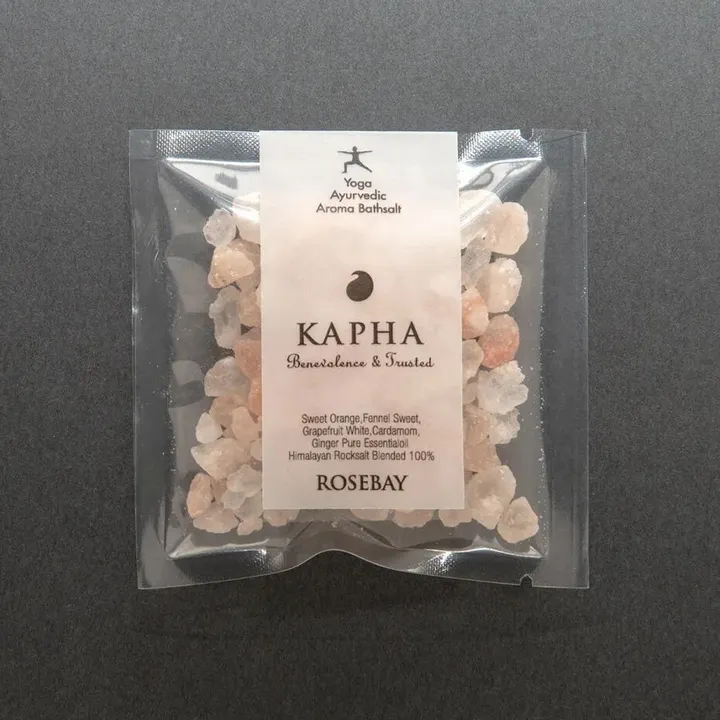 Yoga
Ayurvedic
Aroma Bathsalt
KAPHA
Benevalence & Trusted
Sweet Orange,Fennel Sweet,
Grapefruit White,Cardamom,
Ginger Pure Essentialoil
Himalayan Rocksalt Blended 100%
ROSEBAY